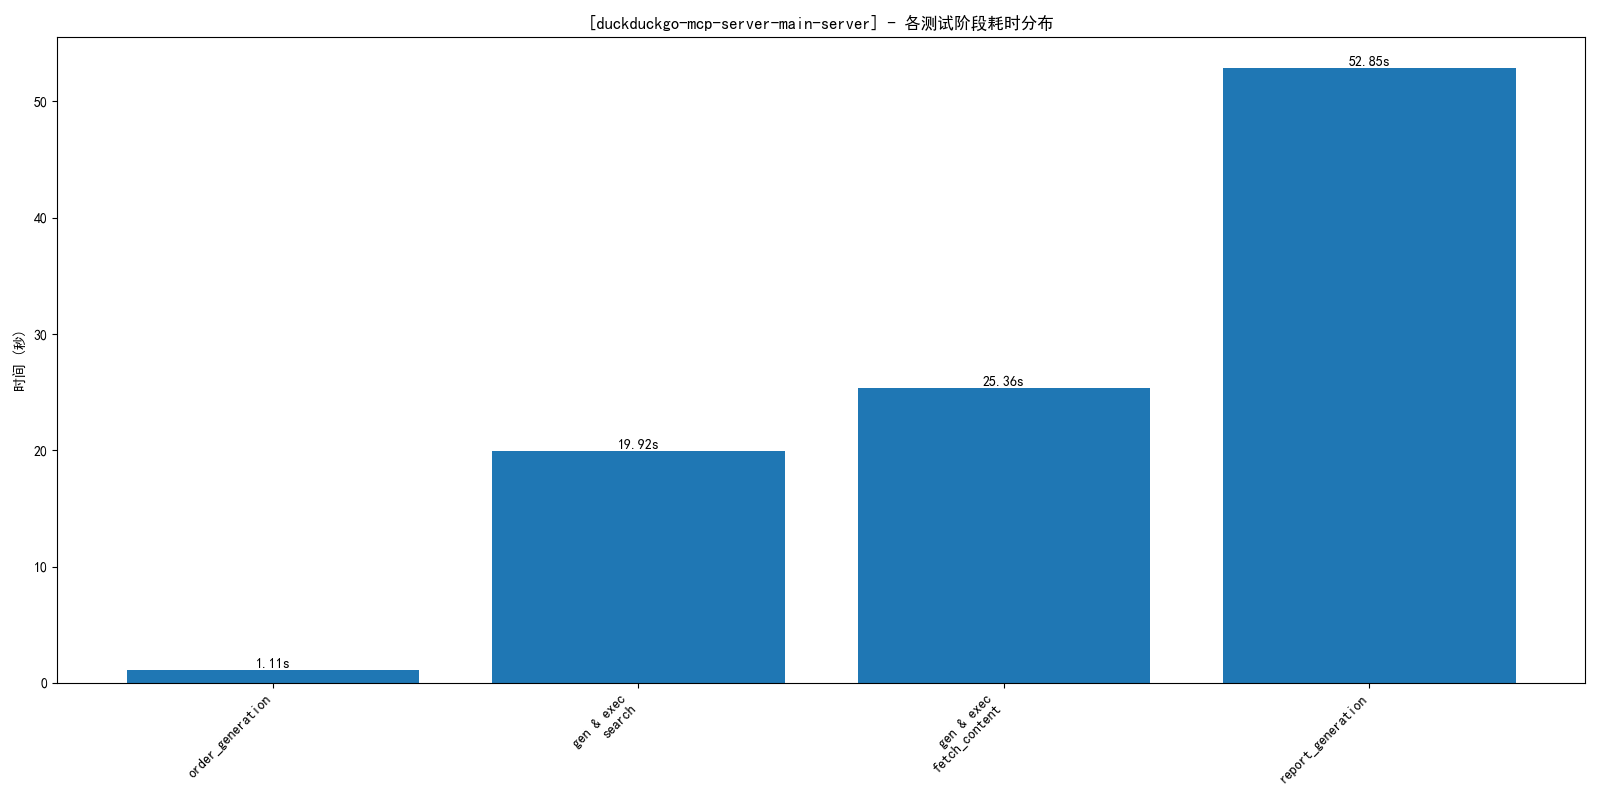 [duckduckgo-mcp-server-main-server] - 各测试阶段耗时分布
时间 (秒)
50
40
30
20
10
0
1.11s
19.92s
25.36s
52.85s
order_generation
gen & exec
search
gen & exec
fetch_content
report_generation